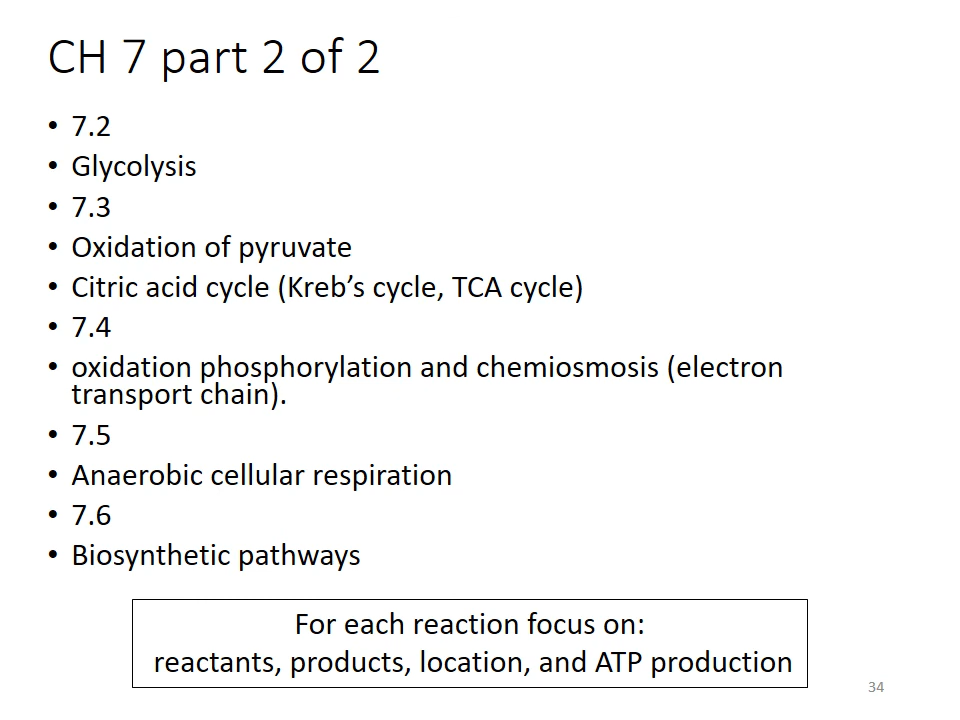 CH 7 part 2 of 2
• 7.2
• Glycolysis
• 7.3
• Oxidation of pyruvate
• Citric acid cycle (Kreb’s cycle, TCA cycle)
• 7.4
• oxidation phosphorylation and chemiosmosis (electron
transport chain).
• 7.5
• Anaerobic cellular respiration
• 7.6
• Biosynthetic pathways
For each reaction focus on:
reactants, products, location, and ATP production
34